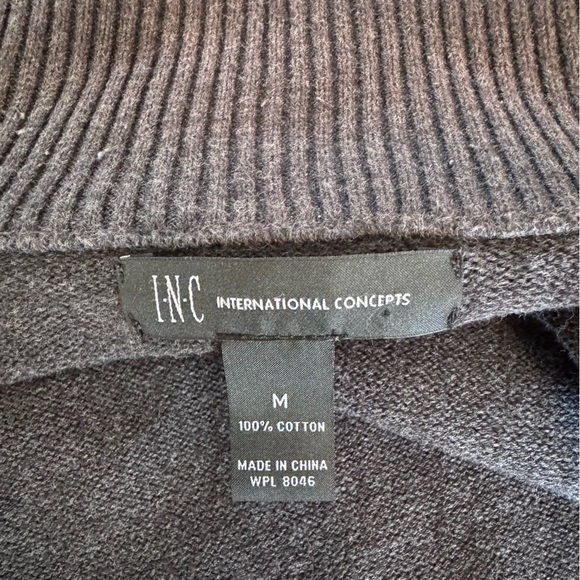 I·N·C INTERNATIONAL CONCEPTS
M
100% COTTON
MADE IN CHINA
WPL 8046